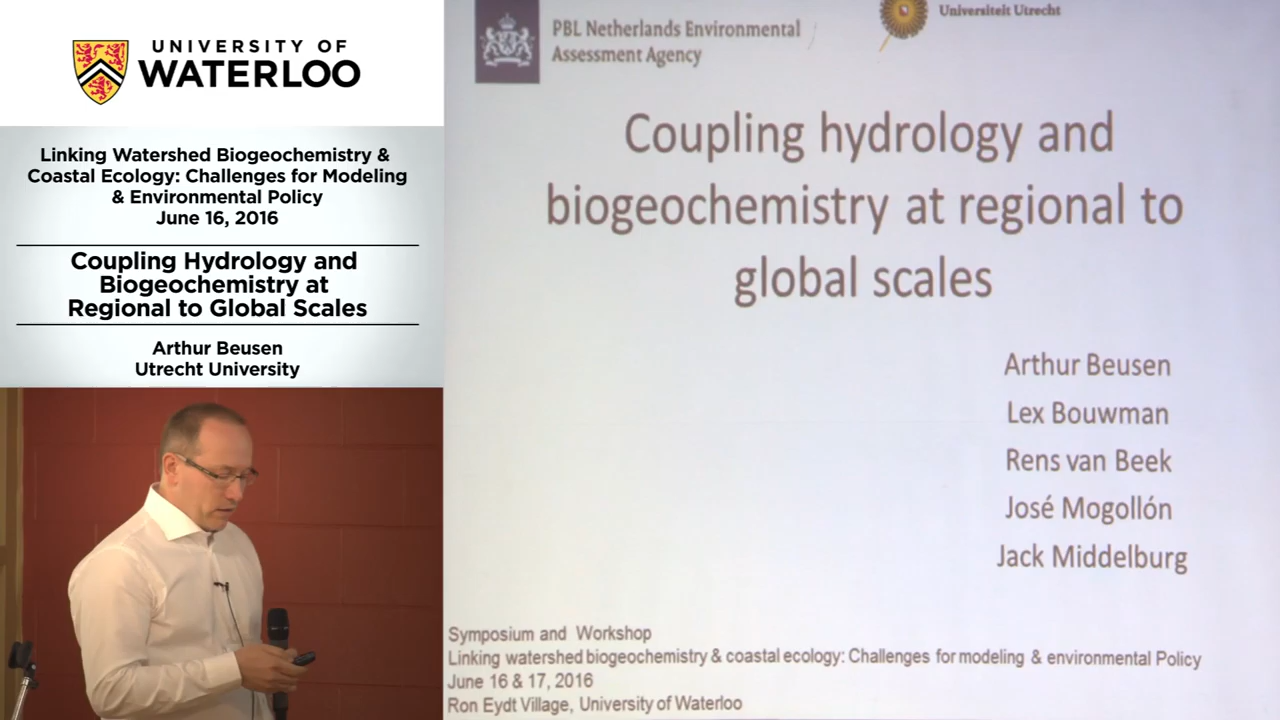 UNIVERSITY OF
WATERLOO
Linking Watershed Biogeochemistry &
Coastal Ecology: Challenges for Modeling
& Environmental Policy
June 16, 2016
Coupling Hydrology and
Biogeochemistry at
Regional to Global Scales
Arthur Beusen
Utrecht University
PBL Netherlands Environmental
Assessment Agency
Universiteit Utrecht
Coupling hydrology and
biogeochemistry at regional to
global scales
Arthur Beusen
Lex Bouwman
Rens van Beek
José Mogollón
Jack Middelburg
Symposium and Workshop
Linking watershed biogeochemistry & coastal ecology: Challenges for modeling & environmental Policy
June 16 & 17, 2016
Ron Eydt Village, University of Waterloo